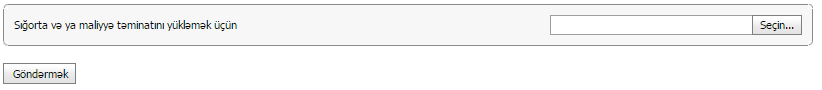 Sığorta və ya maliyyə təminatını yükləmək üçün Seçin...
Göndərmək